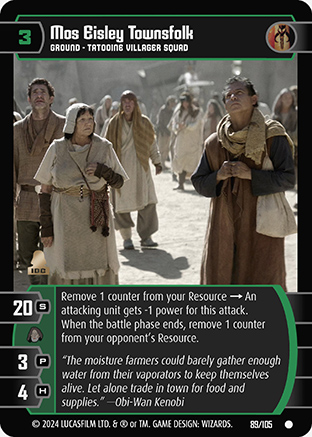 3 Mos Eisley Townsfolk
GROUND - TATOOINE VILLAGER SQUAD
20 S
3 P
4 H
Remove 1 counter from your Resource → An
attacking unit gets -1 power for this attack.
When the battle phase ends, remove 1 counter
from your opponent's Resource.
"The moisture farmers could barely gather enough
water from their vaporators to keep themselves
alive. Let alone trade in town for food and
supplies." —Obi-Wan Kenobi
© 2024 LUCASFILM LTD. & ® or TM. GAME DESIGN: WIZARDS. 89/105